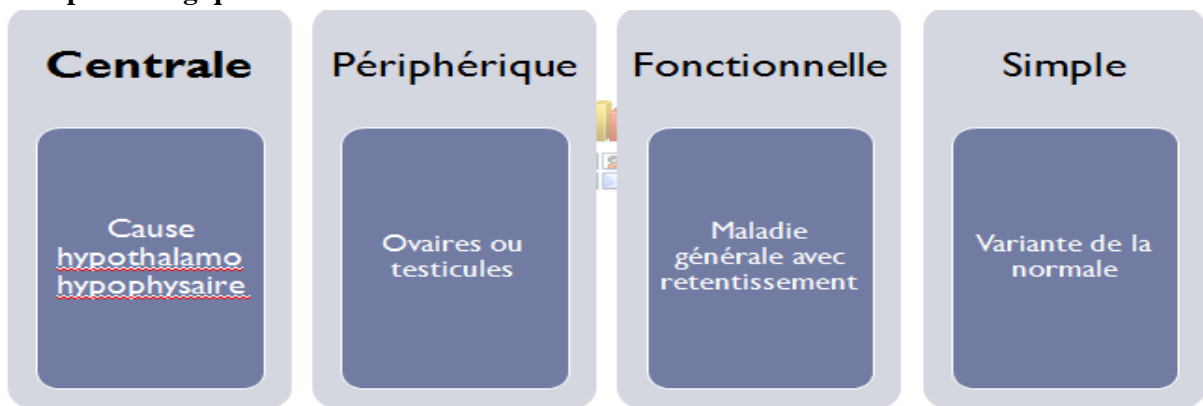 Centrale
Cause
hypothalamo
hypophysaire
Périphérique
Ovaires ou
testicules
Fonctionnelle
Maladie
générale avec
retentissement
Simple
Variante de la
normale